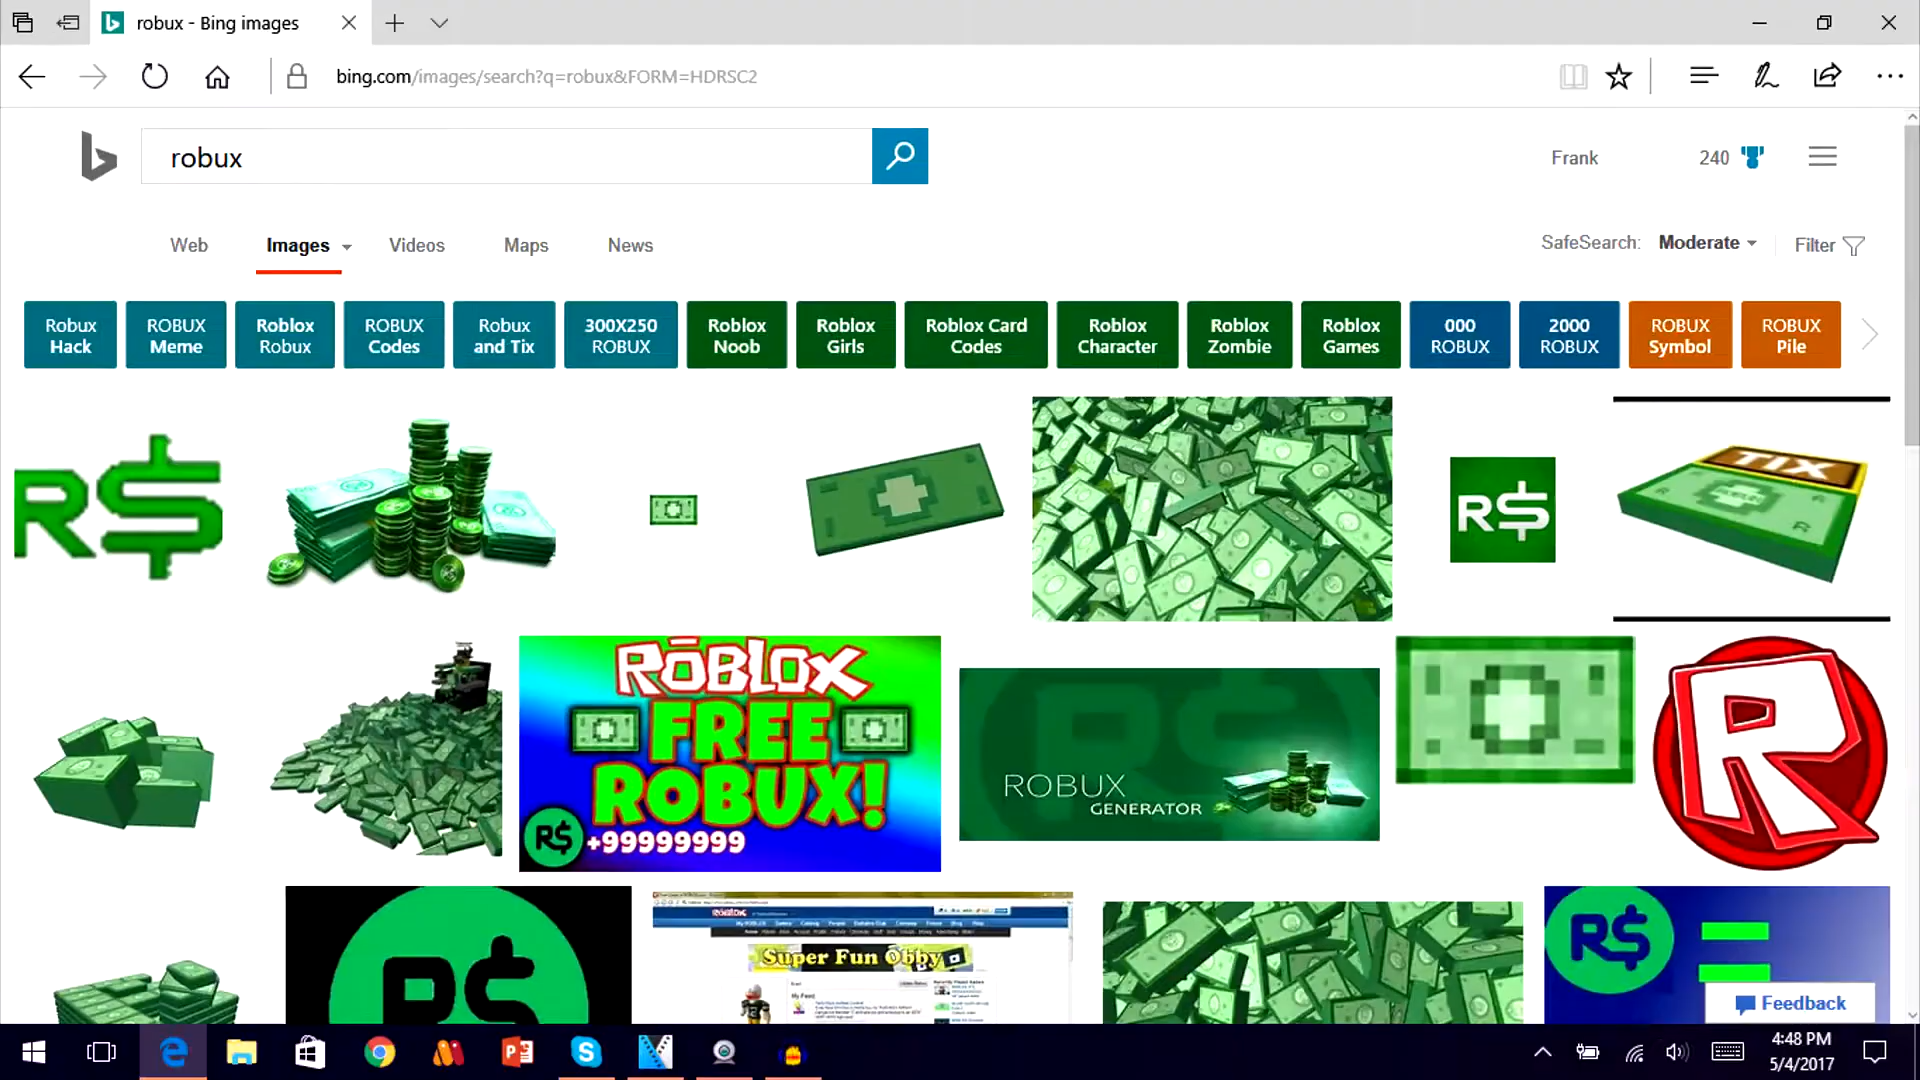 robux - Bing images
bing.com/images/search?q=robux&FORM=HDRSC2
robux
Frank
240
Web
Images
Videos
Maps
News
SafeSearch: Moderate
Filter
Robux Hack
ROBUX Meme
Roblox Robux
ROBUX Codes
Robux and Tix
300X250 ROBUX
Roblox Noob
Roblox Girls
Roblox Card Codes
Roblox Character
Roblox Zombie
Roblox Games
000 ROBUX
2000 ROBUX
ROBUX Symbol
ROBUX Pile
R$
R$
TIX
ROBLOX
FREE
ROBUX!
R$ +99999999
ROBUX
GENERATOR
R
R$
ROBLOX
Super Fun Obby
My Feed
R$
Feedback
4:48 PM
5/4/2017